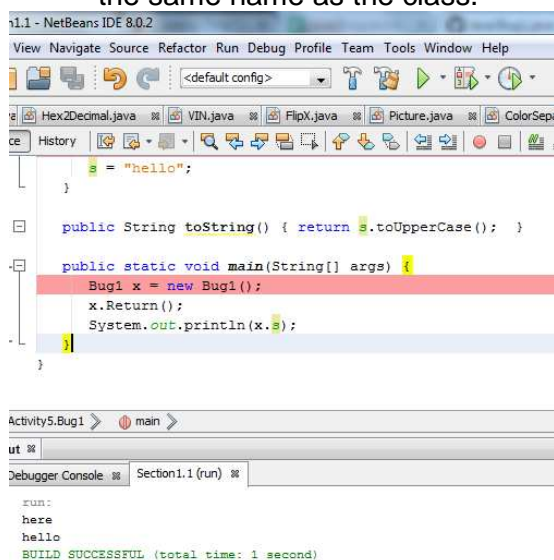 the same name as the class.
n1.1 - NetBeans IDE 8.0.2
View Navigate Source Refactor Run Debug Profile Team Tools Window Help
<default config>
Hex2Decimal.java VIN.java FlipX.java Picture.java ColorSepa
ce History
s = "hello";
}
public String toString() { return s.toUpperCase(); }
public static void main(String[] args) {
Bug1 x = new Bug1();
x.Return();
System.out.println(x.s);
}
}
Activity5.Bug1 main
ut
Debugger Console Section1.1 (run)
run:
here
hello
BUILD SUCCESSFUL (total time: 1 second)